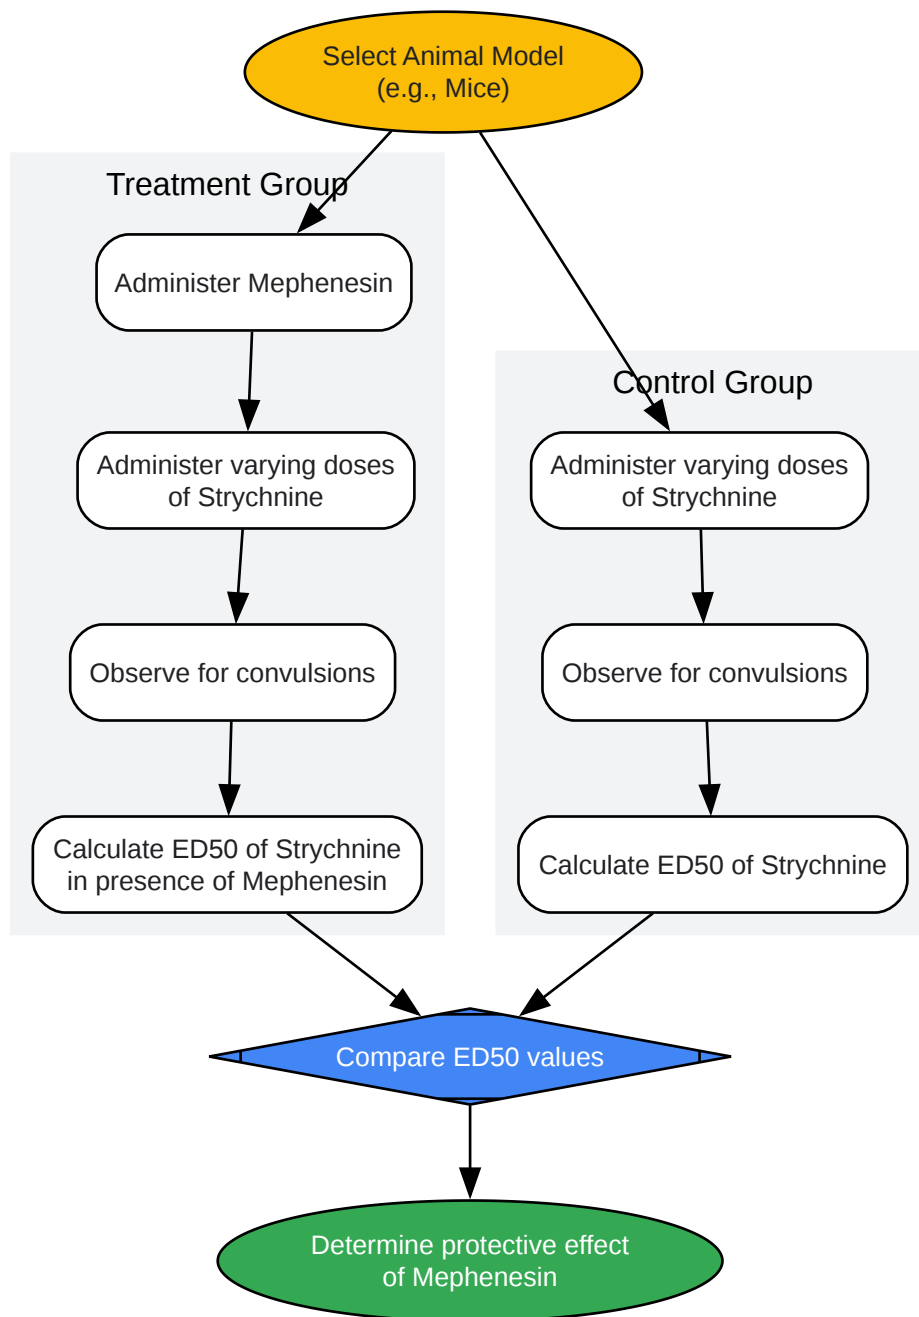 Select Animal Model
(e.g., Mice)
Treatment Group
Administer Mephenesin
Administer varying doses
of Strychnine
Observe for convulsions
Calculate ED50 of Strychnine
in presence of Mephenesin
Control Group
Administer varying doses
of Strychnine
Observe for convulsions
Calculate ED50 of Strychnine
Compare ED50 values
Determine protective effect
of Mephenesin